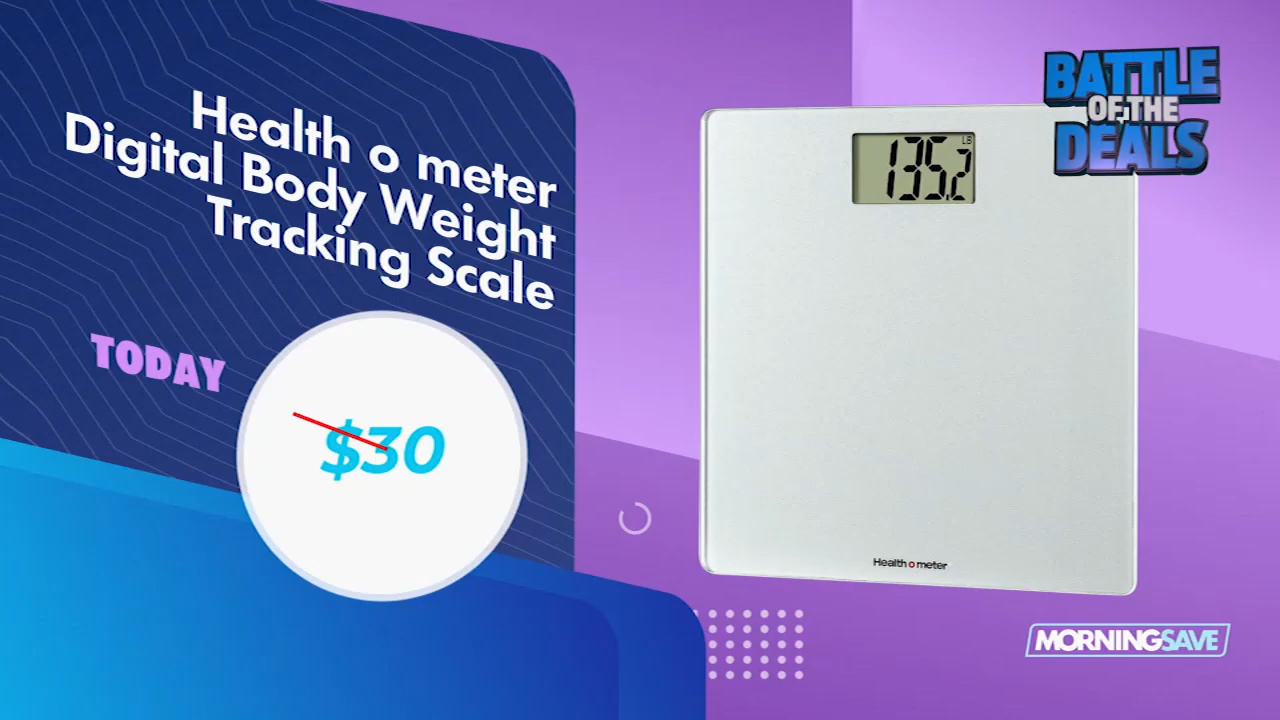 Health o meter
Digital Body Weight
Tracking Scale
TODAY
$30
135.2
LB
Health o meter
BATTLE
OF THE
DEALS
MORNINGSAVE